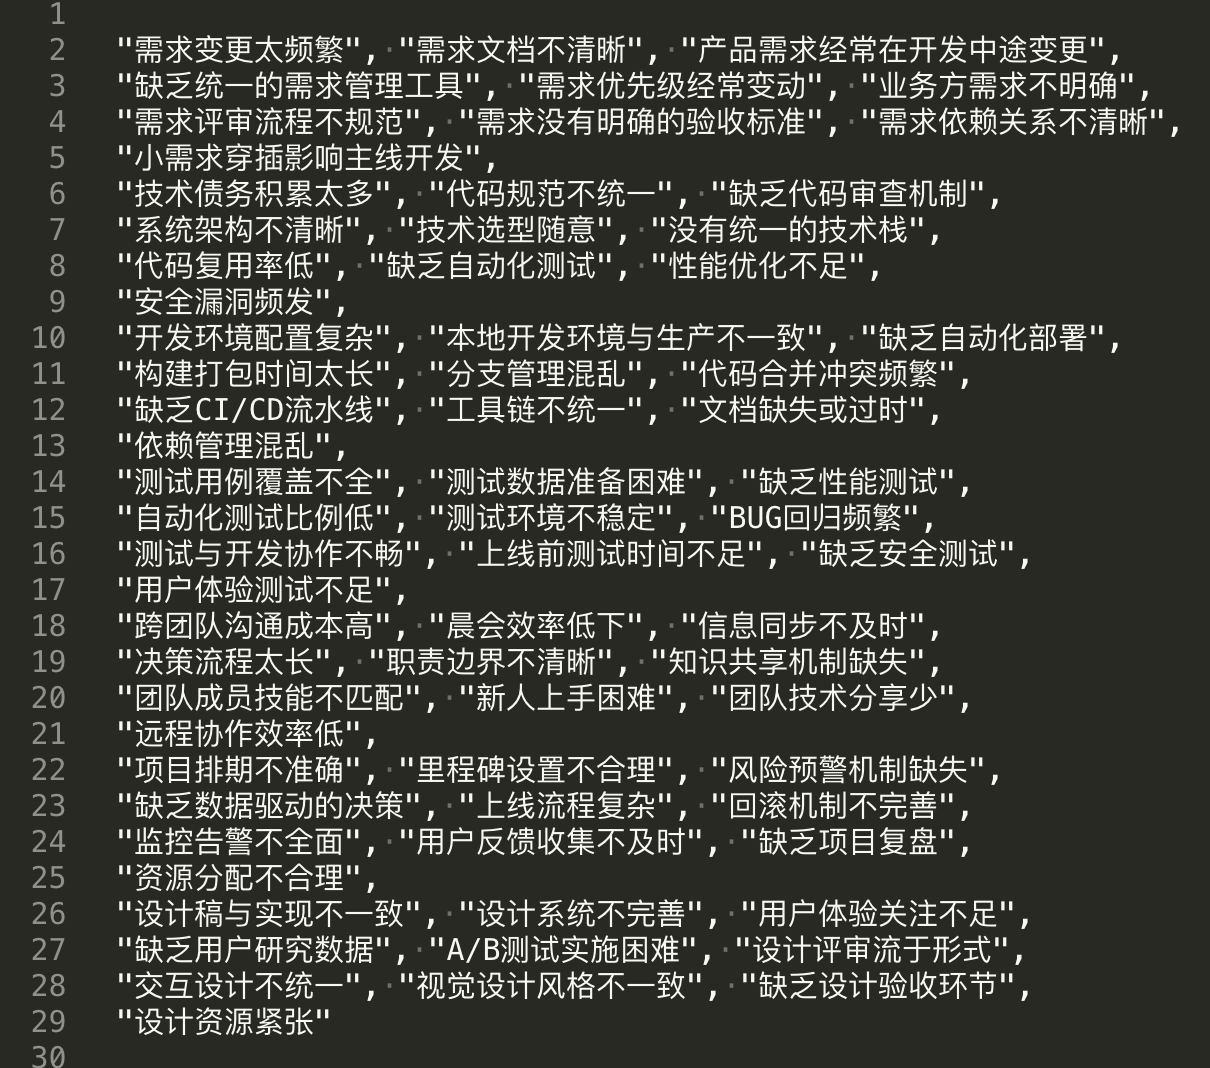 1
2 "需求变更太频繁", "需求文档不清晰", "产品需求经常在开发中途变更",
3 "缺乏统一的需求管理工具", "需求优先级经常变动", "业务方需求不明确",
4 "需求评审流程不规范", "需求没有明确的验收标准", "需求依赖关系不清晰",
5 "小需求穿插影响主线开发",
6 "技术债务积累太多", "代码规范不统一", "缺乏代码审查机制",
7 "系统架构不清晰", "技术选型随意", "没有统一的技术栈",
8 "代码复用率低", "缺乏自动化测试", "性能优化不足",
9 "安全漏洞频发",
10 "开发环境配置复杂", "本地开发环境与生产不一致", "缺乏自动化部署",
11 "构建打包时间太长", "分支管理混乱", "代码合并冲突频繁",
12 "缺乏CI/CD流水线", "工具链不统一", "文档缺失或过时",
13 "依赖管理混乱",
14 "测试用例覆盖不全", "测试数据准备困难", "缺乏性能测试",
15 "自动化测试比例低", "测试环境不稳定", "BUG回归频繁",
16 "测试与开发协作不畅", "上线前测试时间不足", "缺乏安全测试",
17 "用户体验测试不足",
18 "跨团队沟通成本高", "晨会效率低下", "信息同步不及时",
19 "决策流程太长", "职责边界不清晰", "知识共享机制缺失",
20 "团队成员技能不匹配", "新人上手困难", "团队技术分享少",
21 "远程协作效率低",
22 "项目排期不准确", "里程碑设置不合理", "风险预警机制缺失",
23 "缺乏数据驱动的决策", "上线流程复杂", "回滚机制不完善",
24 "监控告警不全面", "用户反馈收集不及时", "缺乏项目复盘",
25 "资源分配不合理",
26 "设计稿与实现不一致", "设计系统不完善", "用户体验关注不足",
27 "缺乏用户研究数据", "A/B测试实施困难", "设计评审流于形式",
28 "交互设计不统一", "视觉设计风格不一致", "缺乏设计验收环节",
29 "设计资源紧张"
30